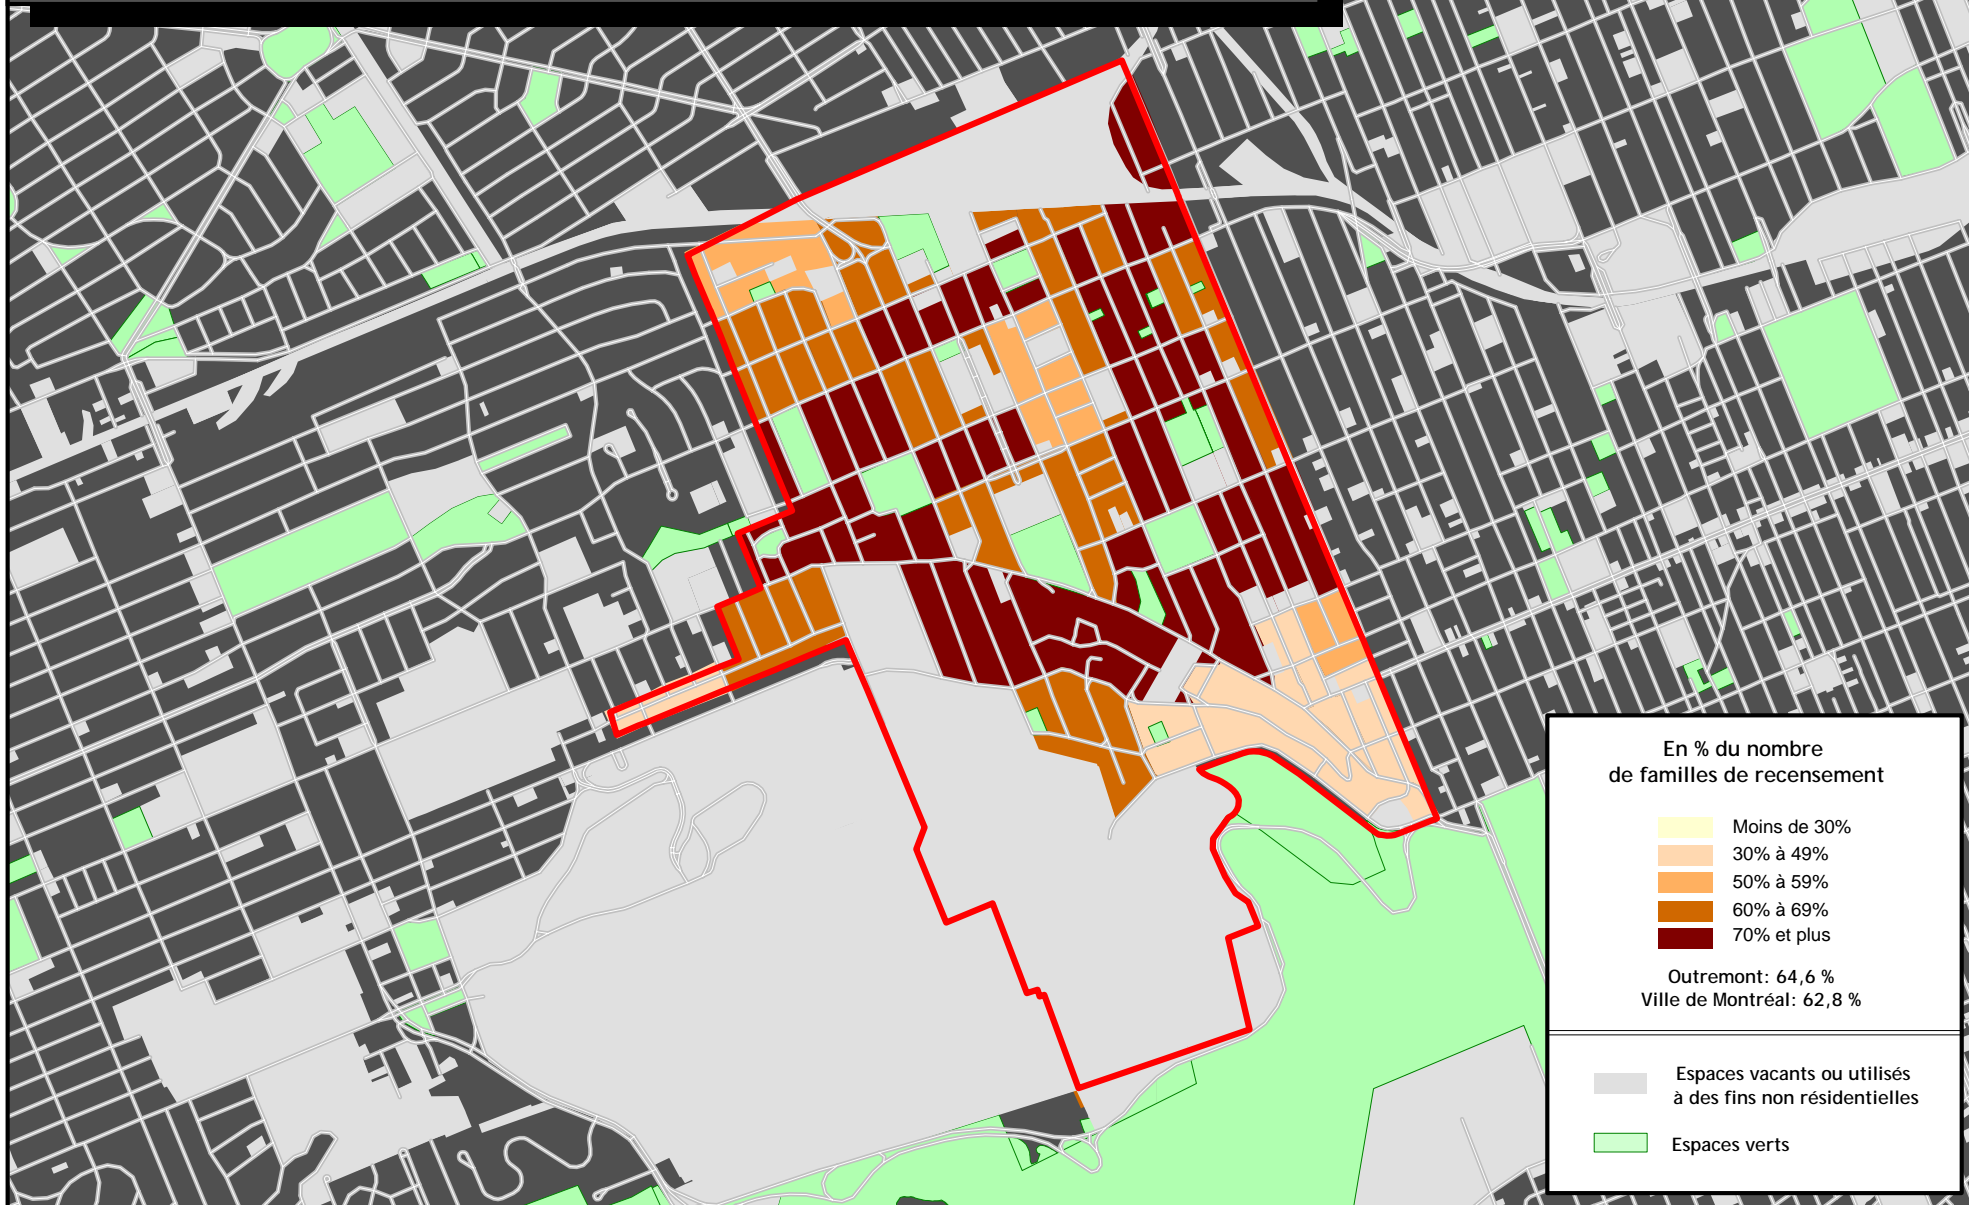 En % du nombre
de familles de recensement
Moins de 30%
30% à 49%
50% à 59%
60% à 69%
70% et plus
Outremont: 64,6 %
Ville de Montréal: 62,8 %
Espaces vacants ou utilisés
à des fins non résidentielles
Espaces verts